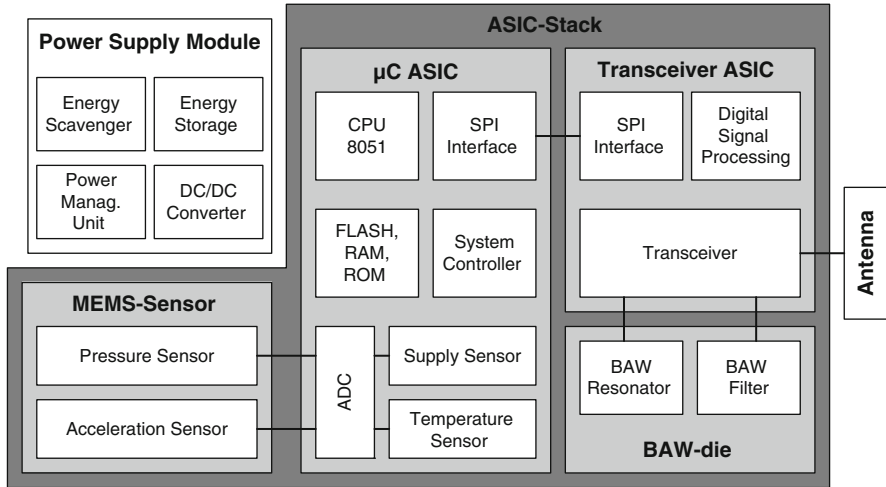 ASIC-Stack
Power Supply Module
Energy
Scavenger
Energy
Storage
Power
Manag.
Unit
DC/DC
Converter
µC ASIC
CPU
8051
SPI
Interface
FLASH,
RAM,
ROM
System
Controller
ADC
Supply Sensor
Temperature
Sensor
Transceiver ASIC
SPI
Interface
Digital
Signal
Processing
Transceiver
Antenna
MEMS-Sensor
Pressure Sensor
Acceleration Sensor
BAW
Resonator
BAW
Filter
BAW-die